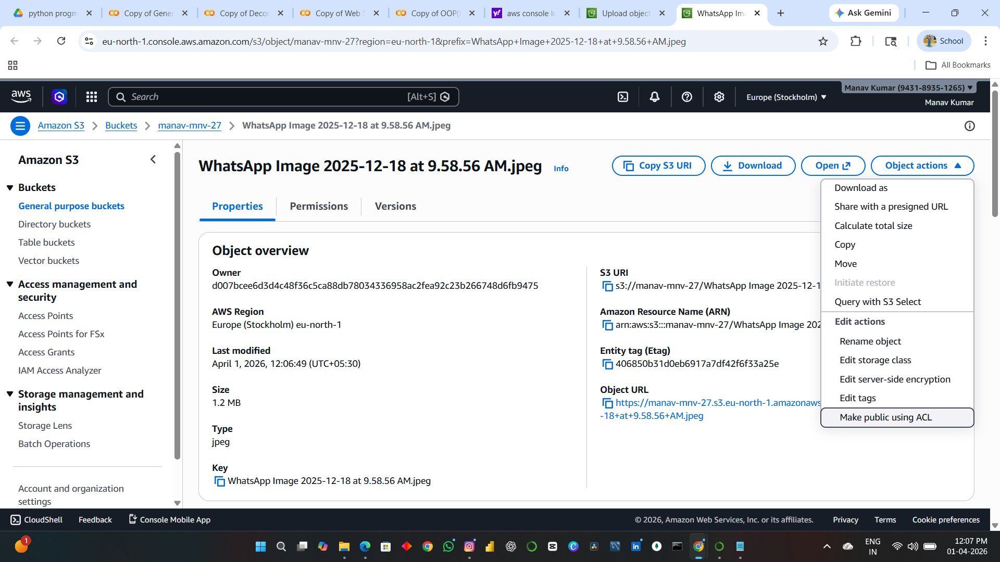 python progm
Copy of Gener
Copy of Decor
Copy of Web S
Copy of OOP(
aws console lo
Upload object
WhatsApp Im
Ask Gemini
eu-north-1.console.aws.amazon.com/s3/object/manav-mnv-27?region=eu-north-1&prefix=WhatsApp+Image+2025-12-18+at+9.58.56+AM.jpeg
School
All Bookmarks
aws
Search
[Alt+S]
Europe (Stockholm)
Manav Kumar (9431-8935-1265)
Manav Kumar
Amazon S3
Buckets
manav-mnv-27
WhatsApp Image 2025-12-18 at 9.58.56 AM.jpeg
Amazon S3
Buckets
General purpose buckets
Directory buckets
Table buckets
Vector buckets
Access management and
security
Access Points
Access Points for FSx
Access Grants
IAM Access Analyzer
Storage management and
insights
Storage Lens
Batch Operations
Account and organization
settings
WhatsApp Image 2025-12-18 at 9.58.56 AM.jpeg
Info
Copy S3 URI
Download
Open
Object actions
Properties
Permissions
Versions
Object overview
Owner
d007bcee6d3d4c48f36c5ca88db78034336958ac2fea92c23b266748d6fb9475
AWS Region
Europe (Stockholm) eu-north-1
Last modified
April 1, 2026, 12:06:49 (UTC+05:30)
Size
1.2 MB
Type
jpeg
Key
WhatsApp Image 2025-12-18 at 9.58.56 AM.jpeg
S3 URI
s3://manav-mnv-27/WhatsApp Image 2025-12-1
Amazon Resource Name (ARN)
arn:aws:s3:::manav-mnv-27/WhatsApp Image 202
Entity tag (Etag)
406850b31d0eb6917a7df42f6f33a25e
Object URL
https://manav-mnv-27.s3.eu-north-1.amazonaws
-18+at+9.58.56+AM.jpeg
Download as
Share with a presigned URL
Calculate total size
Copy
Move
Initiate restore
Query with S3 Select
Edit actions
Rename object
Edit storage class
Edit server-side encryption
Edit tags
Make public using ACL
CloudShell
Feedback
Console Mobile App
© 2026, Amazon Web Services, Inc. or its affiliates.
Privacy
Terms
Cookie preferences
1
ENG
IN
12:07 PM
01-04-2026